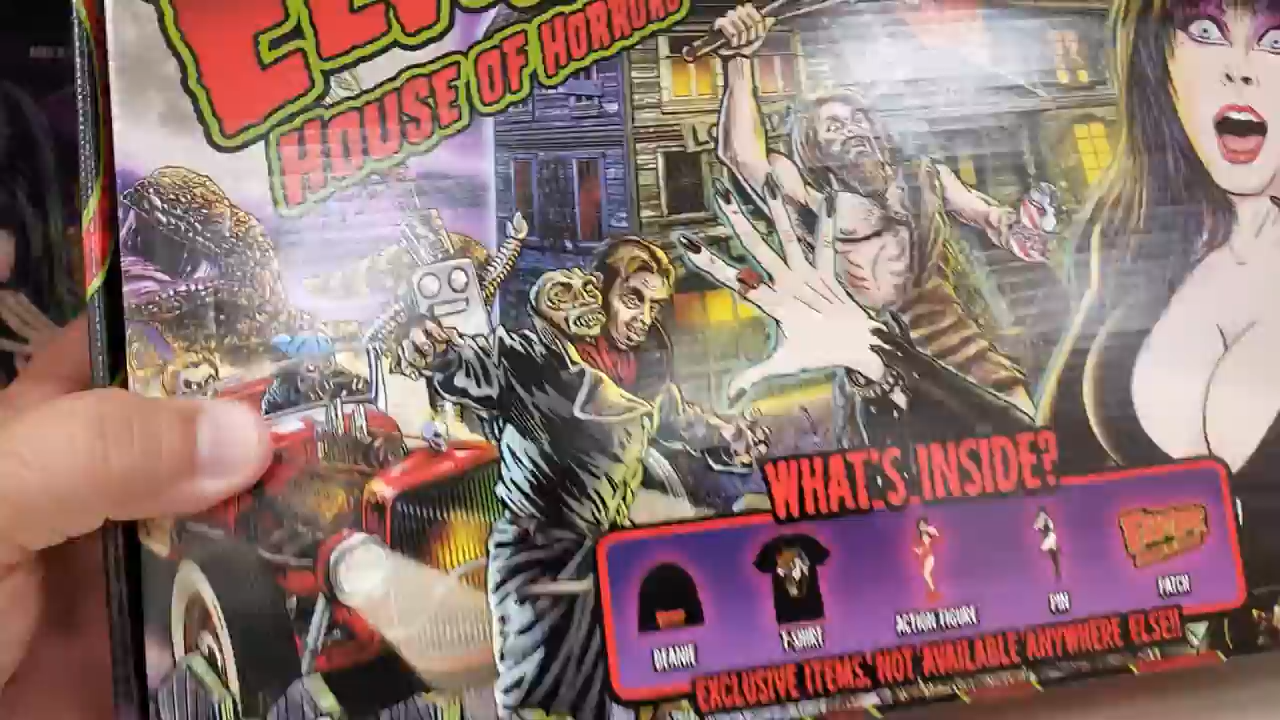 HOUSE OF HORRORS
WHAT'S INSIDE?
BEANIE
T-SHIRT
ACTION FIGURE
PIN
PATCH
EXCLUSIVE ITEMS, NOT AVAILABLE ANYWHERE ELSE!!